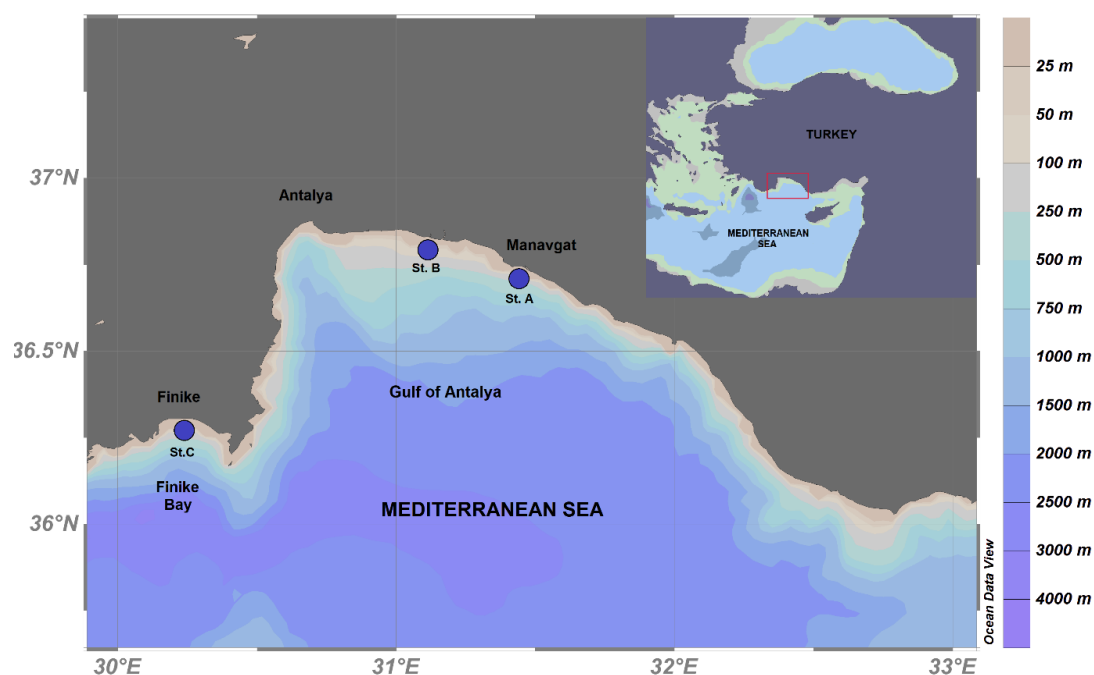 TURKEY
MEDITERRANEAN
SEA
37°N
36.5°N
36°N
Antalya
Manavgat
St. B
St. A
Gulf of Antalya
Finike
St.C
Finike
Bay
MEDITERRANEAN SEA
30°E
31°E
32°E
33°E
Ocean Data View
25 m
50 m
100 m
250 m
500 m
750 m
1000 m
1500 m
2000 m
2500 m
3000 m
4000 m